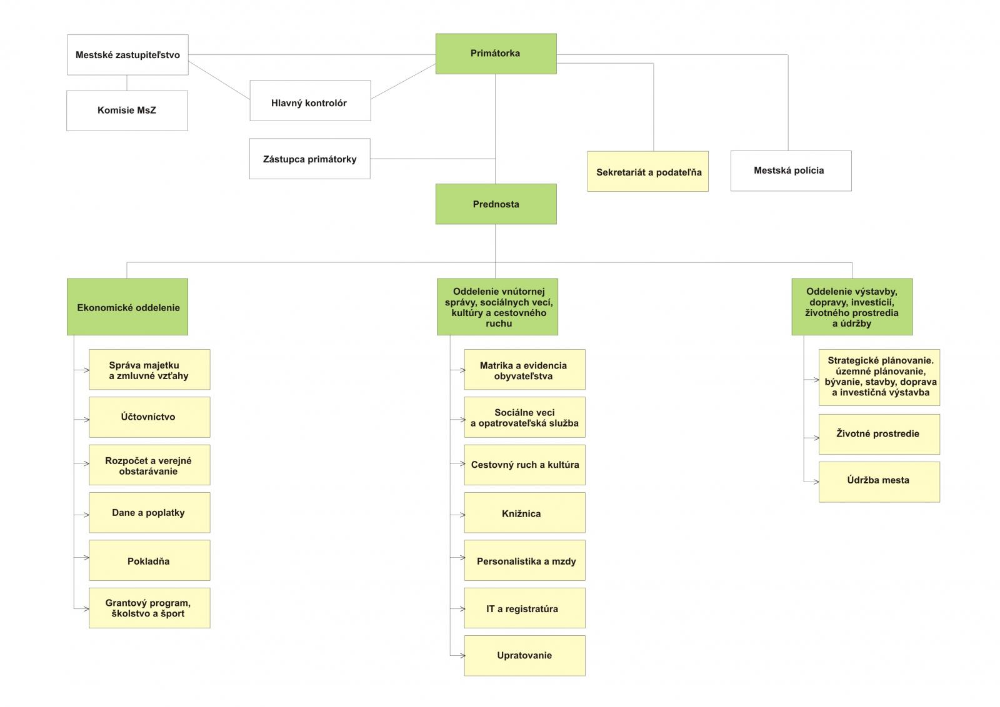 Mestské zastupiteľstvo
Primátorka
Hlavný kontrolór
Komisie MsZ
Zástupca primátorky
Sekretariát a podateľňa
Mestská polícia
Prednosta
Ekonomické oddelenie
Správa majetku
a zmluvné vzťahy
Účtovníctvo
Rozpočet a verejné
obstarávanie
Dane a poplatky
Pokladňa
Grantový program,
školstvo a šport
Oddelenie vnútornej
správy, sociálnych vecí,
kultúry a cestovného
ruchu
Matrika a evidencia
obyvateľstva
Sociálne veci
a opatrovateľská služba
Cestovný ruch a kultúra
Knižnica
Personalistika a mzdy
IT a registratúra
Upratovanie
Oddelenie výstavby,
dopravy, investícií,
životného prostredia
a údržby
Strategické plánovanie.
územné plánovanie,
bývanie, stavby, doprava
a investičná výstavba
Životné prostredie
Údržba mesta